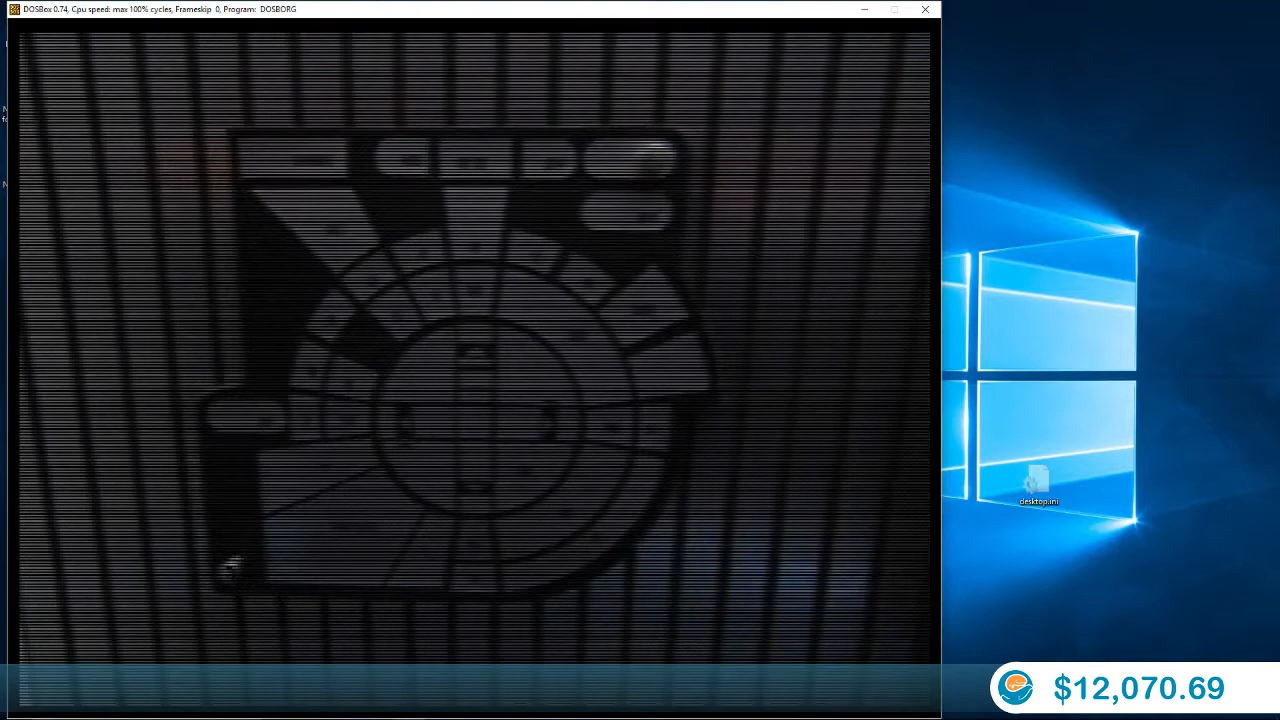 DOSBox 0.74, Cpu speed: max 100% cycles, Frameskip 0, Program: DOSBORG
desktop.ini
$12,070.69